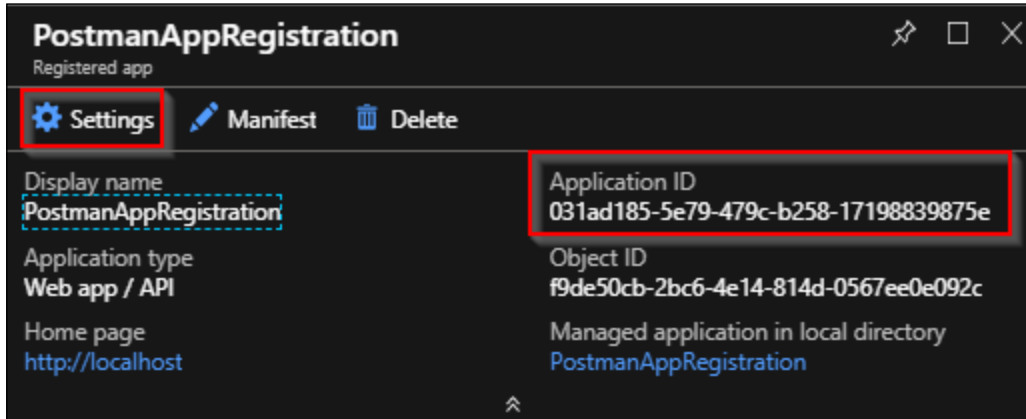 PostmanAppRegistration
Registered app
Settings Manifest Delete
Display name
PostmanAppRegistration
Application ID
031ad185-5e79-479c-b258-17198839875e
Application type
Web app / API
Object ID
f9de50cb-2bc6-4e14-814d-0567ee0e092c
Home page
http://localhost
Managed application in local directory
PostmanAppRegistration